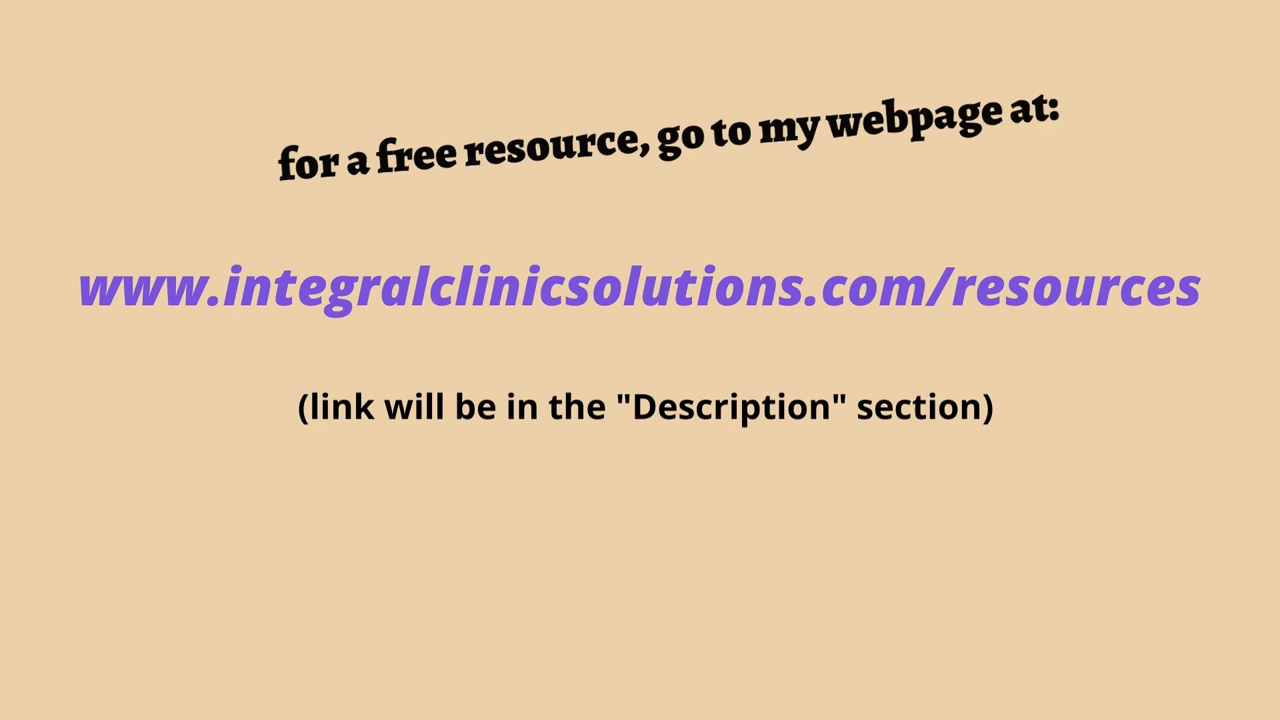 for a free resource, go to my webpage at:
www.integralclinicsolutions.com/resources
(link will be in the "Description" section)